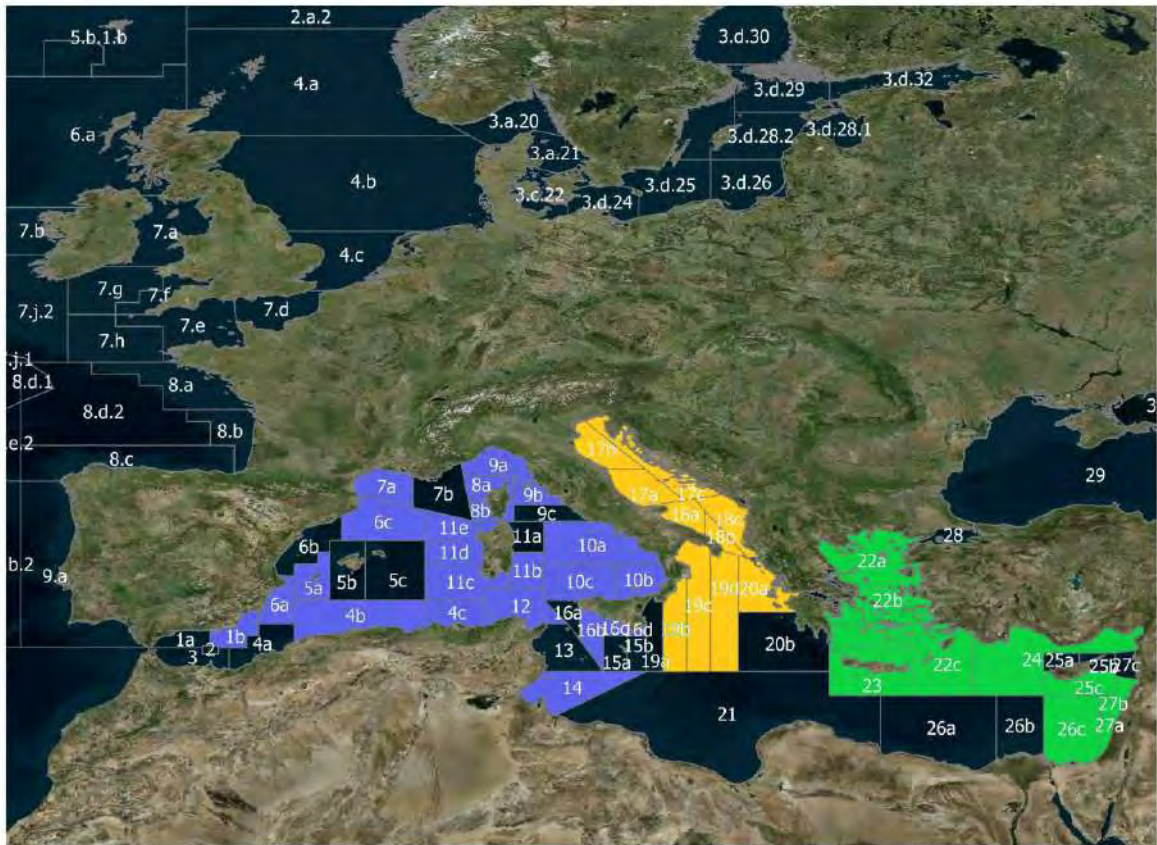 2.a.2
5.b.1.b
3.d.30
4.a
3.d.29
3.d.32
3.a.20
6.a
3.d.28.2
3.d.28.1
3.a.21
4.b
3.d.25
3.d.26
3.c.22
3.d.24
7.b
7.a
4.c
7.g
7.f
7.j.2
7.d
7.e
7.h
.j.1
8.d.1
8.a
8.d.2
8.b
3
.e.2
8.c
29
17b
9a
7a
7b
8a
9b
17a
17c
8b
9c
18a
18c
6c
11e
11a
18b
28
6b
11d
10a
22a
b.2
9.a
5a
5b
5c
11c
11b
10c
10b
19d
20a
22b
6a
4b
4c
12
16a
19c
1a
1b
4a
2
16b
16c
16d
19b
3
13
15b
20b
22c
24
25a
25b
27c
15a
19a
14
23
25c
21
27b
26a
26b
26c
27a